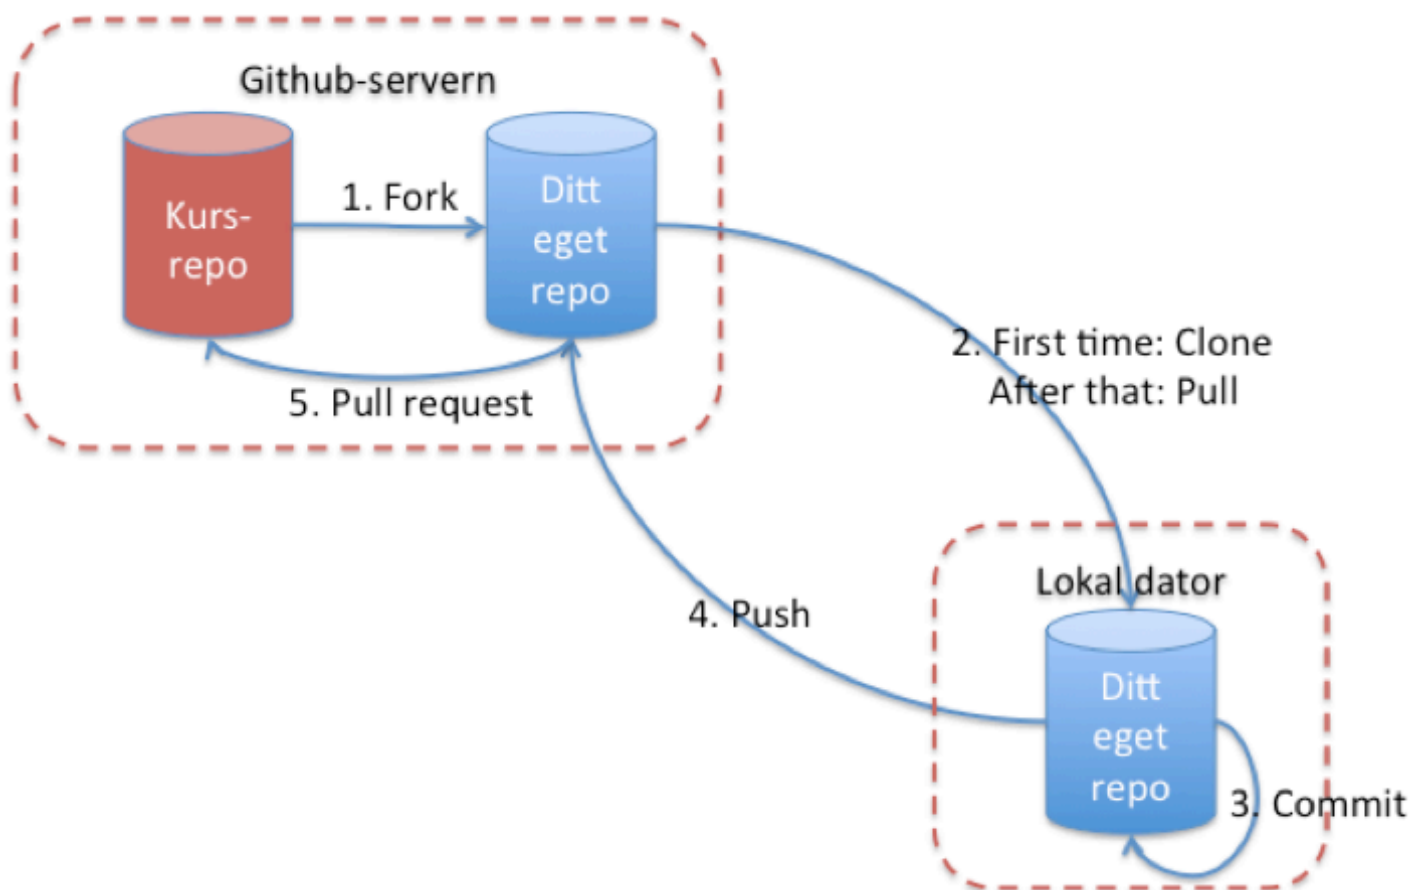 Github-servern
Kurs-
repo
1. Fork
Ditt
eget
repo
5. Pull request
2. First time: Clone
After that: Pull
4. Push
Lokal dator
Ditt
eget
repo
3. Commit